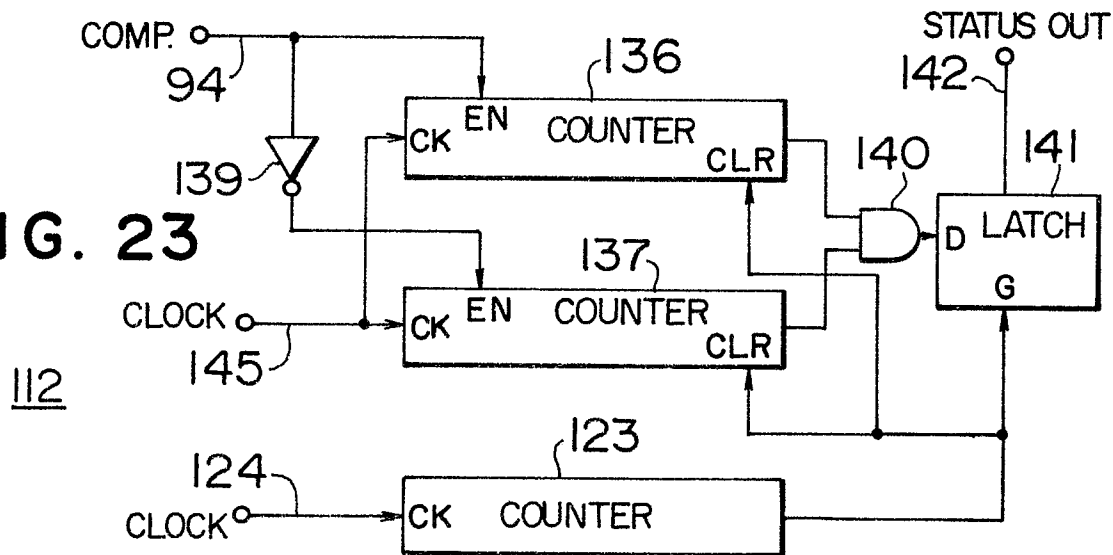 STATUS OUT
COMP.
94
136
142
EN
COUNTER
CK
CLR
140
141
139
D
LATCH
IG. 23
137
G
EN
COUNTER
CLOCK
CK
CLR
145
112
123
124
CLOCK
CK
COUNTER